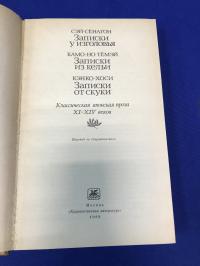 СЭЙ-СЁНАГОН
Записки
у изголовья
КАМО-НО ТЁМЭЙ
Записки
из кельи
КЭНКО-ХОСИ
Записки
от скуки
Классическая японская проза
XI-XIV веков
Перевод со старояпонского
Москва
«Художественная литература»
1988